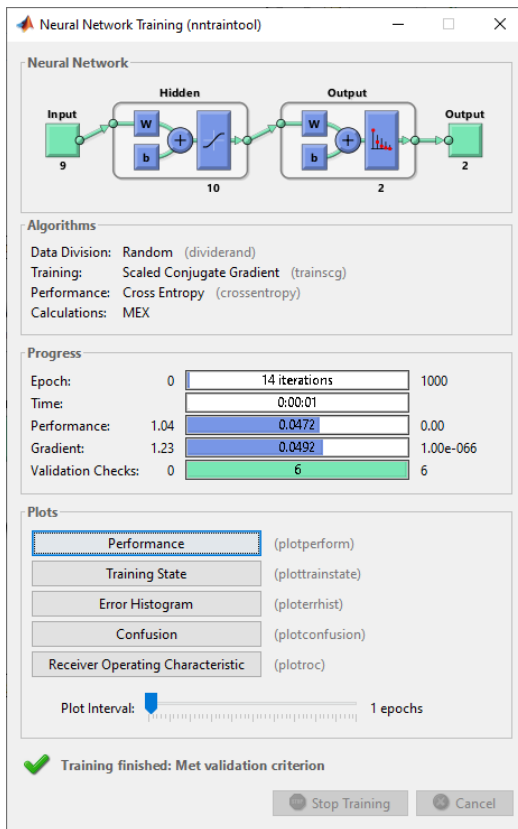 Neural Network Training (nntraintool)
Neural Network
Hidden Output
Input Output
W W
b b
9 10 2 2
Algorithms
Data Division: Random (dividerand)
Training: Scaled Conjugate Gradient (trainscg)
Performance: Cross Entropy (crossentropy)
Calculations: MEX
Progress
Epoch: 0 14 iterations 1000
Time: 0:00:01
Performance: 1.04 0.0472 0.00
Gradient: 1.23 0.0492 1.00e-066
Validation Checks: 0 6 6
Plots
Performance (plotperform)
Training State (plottrainstate)
Error Histogram (ploterrhist)
Confusion (plotconfusion)
Receiver Operating Characteristic (plotroc)
Plot Interval: 1 epochs
Training finished: Met validation criterion
Stop Training Cancel